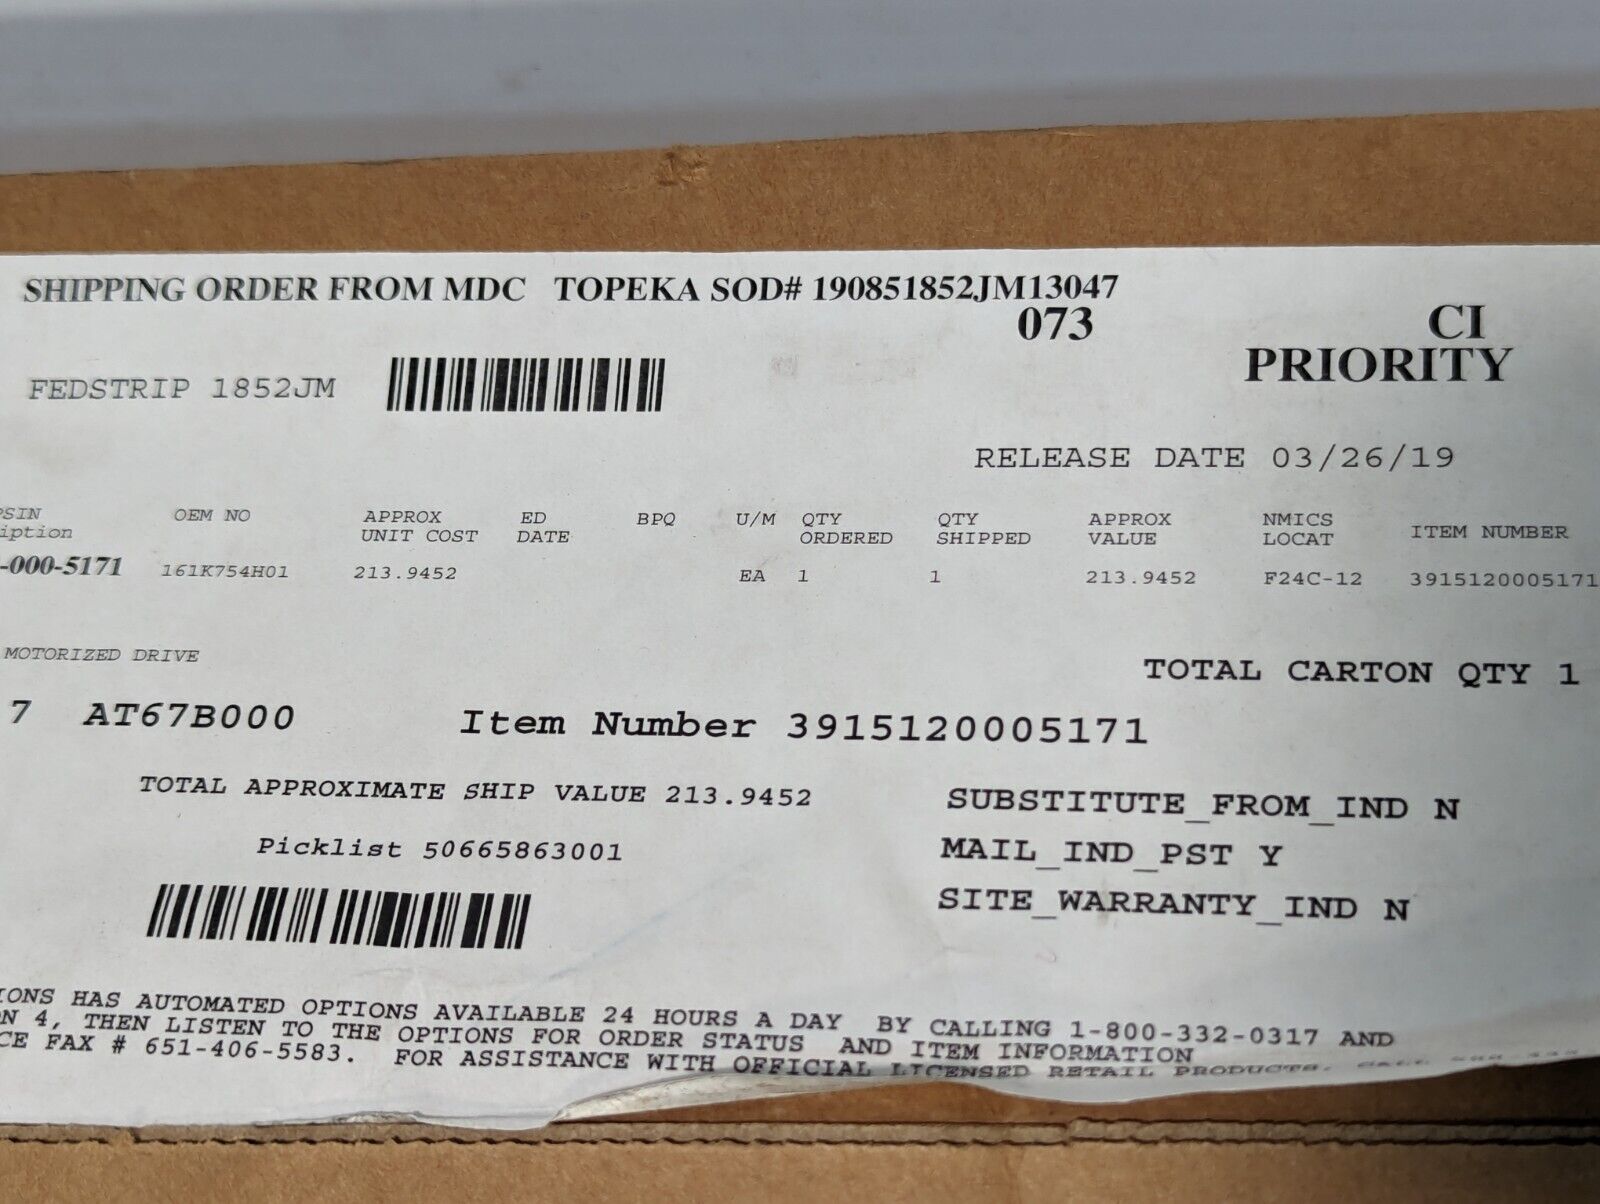 SHIPPING ORDER FROM MDC TOPEKA SOD# 190851852JM13047
073 CI
PRIORITY
FEDSTRIP 1852JM
RELEASE DATE 03/26/19
PSIN OEM NO APPROX ED BPQ U/M QTY QTY APPROX NMICS ITEM NUMBER
iption UNIT COST DATE ORDERED SHIPPED VALUE LOCAT
-000-5171 161K754H01 213.9452 EA 1 1 213.9452 F24C-12 3915120005171
MOTORIZED DRIVE
TOTAL CARTON QTY 1
7 AT67B000 Item Number 3915120005171
TOTAL APPROXIMATE SHIP VALUE 213.9452
SUBSTITUTE_FROM_IND N
Picklist 50665863001
MAIL_IND_PST Y
SITE_WARRANTY_IND N
IONS HAS AUTOMATED OPTIONS AVAILABLE 24 HOURS A DAY BY CALLING 1-800-332-0317 AND
N 4, THEN LISTEN TO THE OPTIONS FOR ORDER STATUS AND ITEM INFORMATION
CE FAX # 651-406-5583. FOR ASSISTANCE WITH OFFICIAL LICENSED RETAIL PRODUCTS, CALL